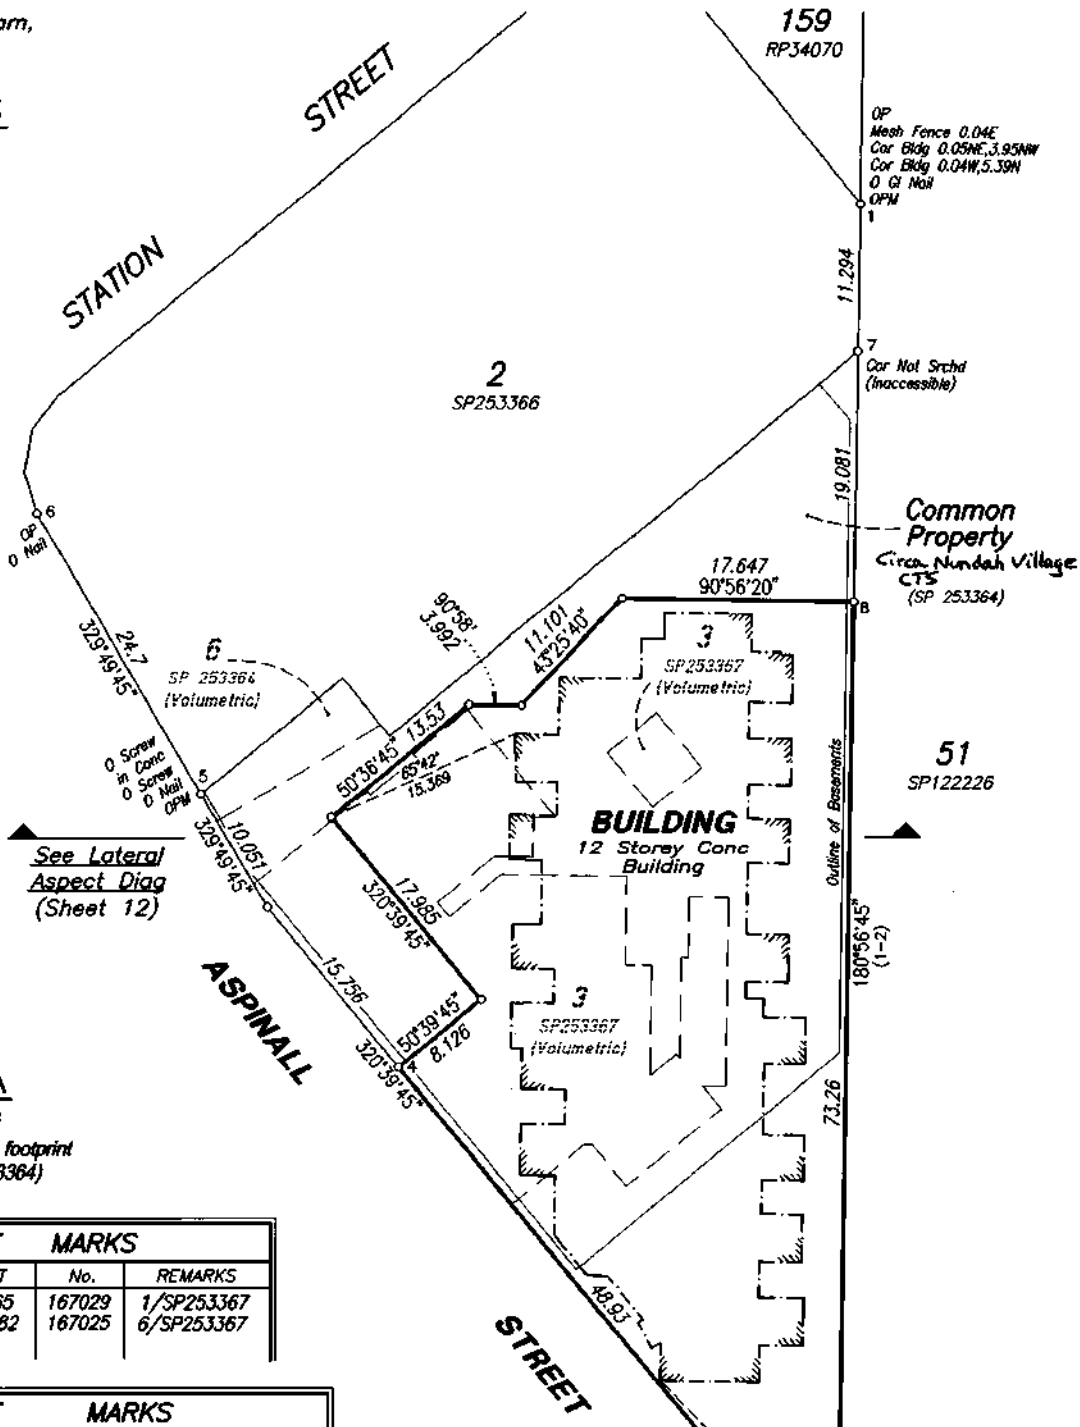 159
RP34070
STREET
STATION
OP
Mesh Fence 0.04E
Cor Bldg 0.05NE,3.95NW
Cor Bldg 0.04W,5.39N
O GI Nail
OPM
1
11.294
7
Cor Not Srchd
(Inaccessible)
2
SP253366
19.081
Common
Property
Circa Nundah Village
CTS
(SP 253364)
6
OP
O Nail
24.7
329°49'45"
17.647
90°56'20"
8
90°58'
3.992
11.101
43°25'40"
6
SP 253364
(Volumetric)
3
SP253367
(Volumetric)
13.53
50°36'45"
65°42'
15.369
O Screw
in Conc
O Screw
O Nail
OPM
5
10.051
329°49'45"
See Lateral
Aspect Diag
(Sheet 12)
BUILDING
12 Storey Conc
Building
Outline of Basements
51
SP122226
17.985
320°39'45"
180°56'45"
(1-2)
15.756
ASPINALL
50°39'45"
8.126
4
320°39'45"
3
SP253367
(Volumetric)
73.26
footprint
3364)
48.93
STREET
MARKS
No.
REMARKS
65
167029
1/SP253367
82
167025
6/SP253367
MARKS